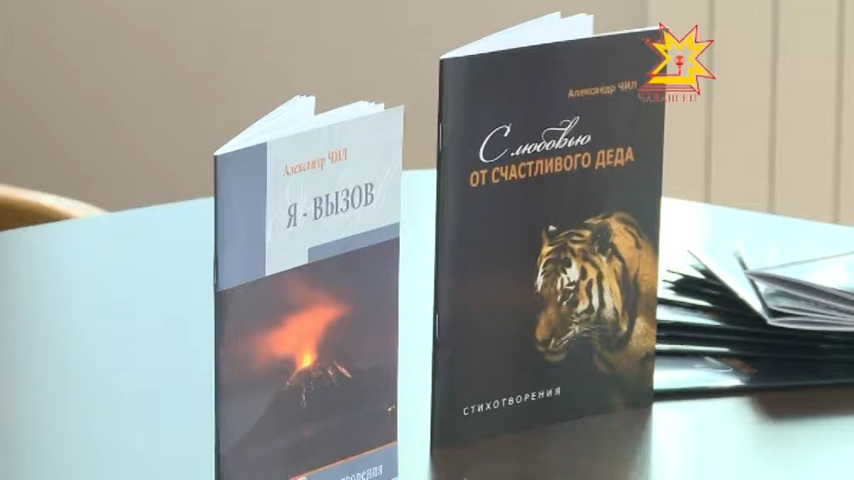 Александр ЧИЛ
Я - ВЫЗОВ
Александр ЧИЛ
С любовью
ОТ СЧАСТЛИВОГО ДЕДА
СТИХОТВОРЕНИЯ